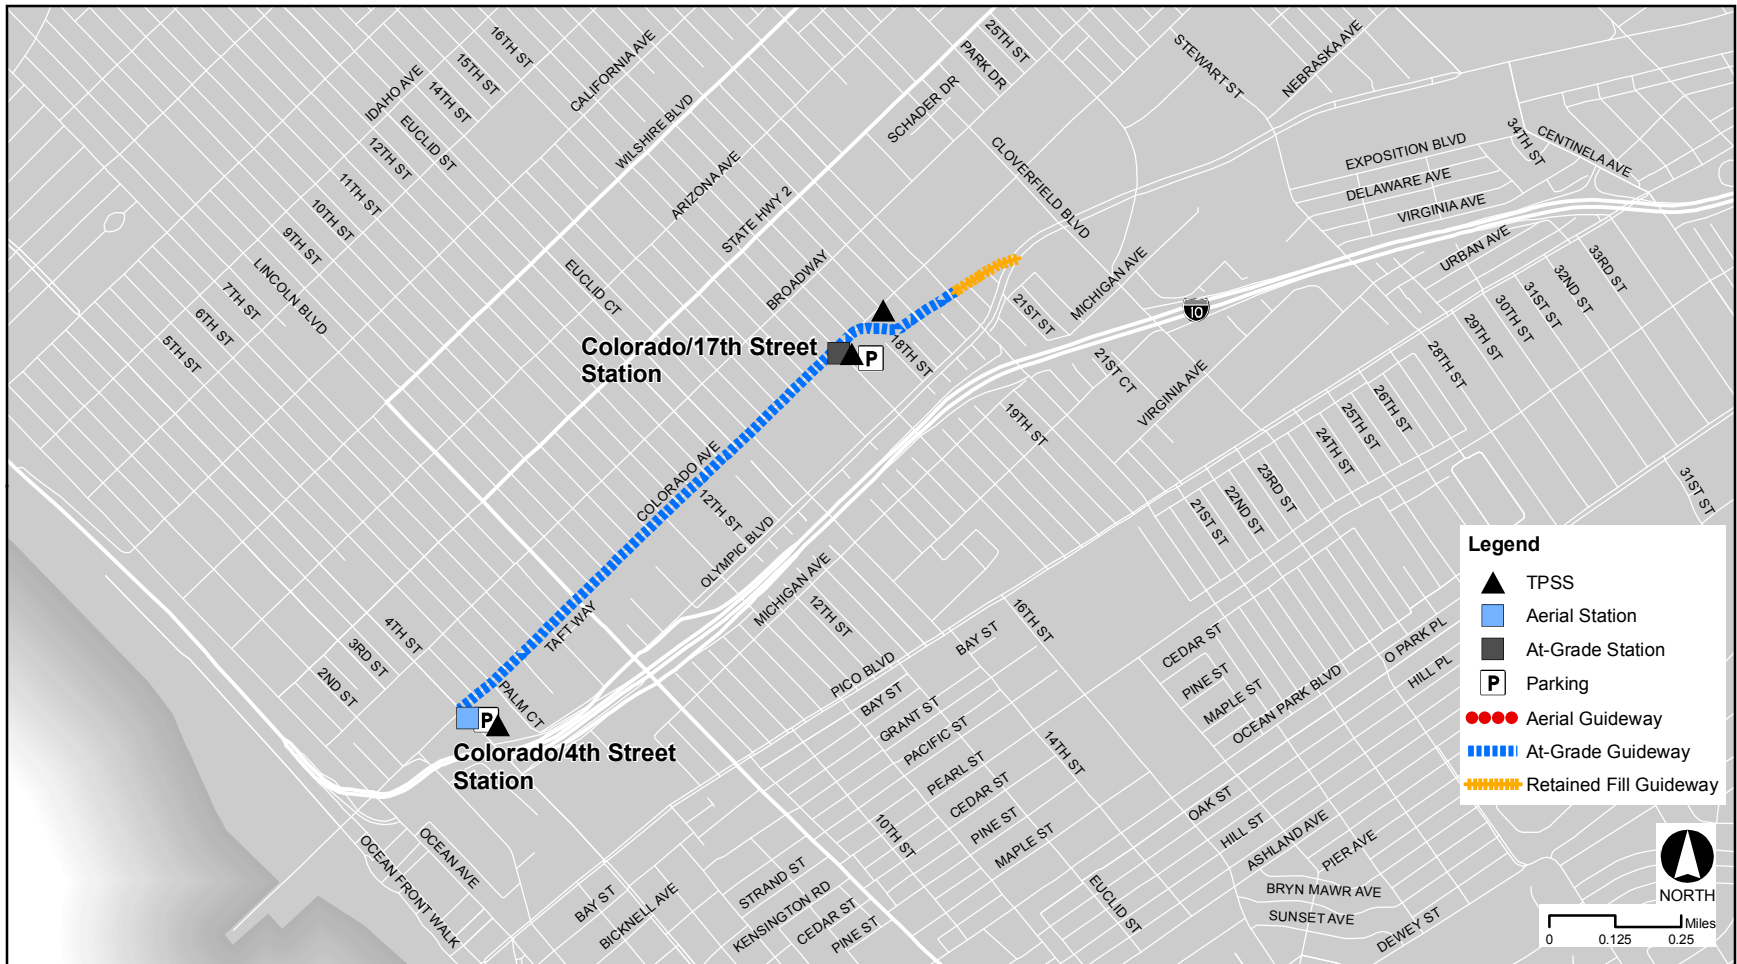 16TH ST
15TH ST
14TH ST
IDAHO AVE
EUCLID ST
12TH ST
11TH ST
10TH ST
9TH ST
LINCOLN BLVD
7TH ST
6TH ST
5TH ST
CALIFORNIA AVE
WILSHIRE BLVD
ARIZONA AVE
STATE HWY 2
BROADWAY
EUCLID CT
25TH ST
PARK DR
SCHADER DR
CLOVERFIELD BLVD
STEWART ST
NEBRASKA AVE
34TH ST
CENTINELA AVE
EXPOSITION BLVD
DELAWARE AVE
VIRGINIA AVE
URBAN AVE
33RD ST
32ND ST
31ST ST
30TH ST
29TH ST
28TH ST
26TH ST
25TH ST
24TH ST
23RD ST
22ND ST
21ST ST
31ST ST
MICHIGAN AVE
21ST ST
10
21ST CT
VIRGINIA AVE
19TH ST
18TH ST
Colorado/17th Street
Station
P
COLORADO AVE
12TH ST
OLYMPIC BLVD
MICHIGAN AVE
12TH ST
TAFT WAY
4TH ST
3RD ST
2ND ST
PALM CT
P
Colorado/4th Street
Station
PICO BLVD
BAY ST
16TH ST
BAY ST
GRANT ST
PACIFIC ST
PEARL ST
CEDAR ST
PINE ST
MAPLE ST
14TH ST
10TH ST
EUCLID ST
CEDAR ST
PINE ST
MAPLE ST
OCEAN PARK BLVD
O PARK PL
HILL PL
OAK ST
HILL ST
ASHLAND AVE
PIER AVE
BRYN MAWR AVE
SUNSET AVE
DEWEY ST
OCEAN AVE
OCEAN FRONT WALK
BAY ST
BICKNELL AVE
STRAND ST
KENSINGTON RD
CEDAR ST
PINE ST
Legend
TPSS
Aerial Station
At-Grade Station
P Parking
Aerial Guideway
At-Grade Guideway
Retained Fill Guideway
NORTH
Miles
0 0.125 0.25